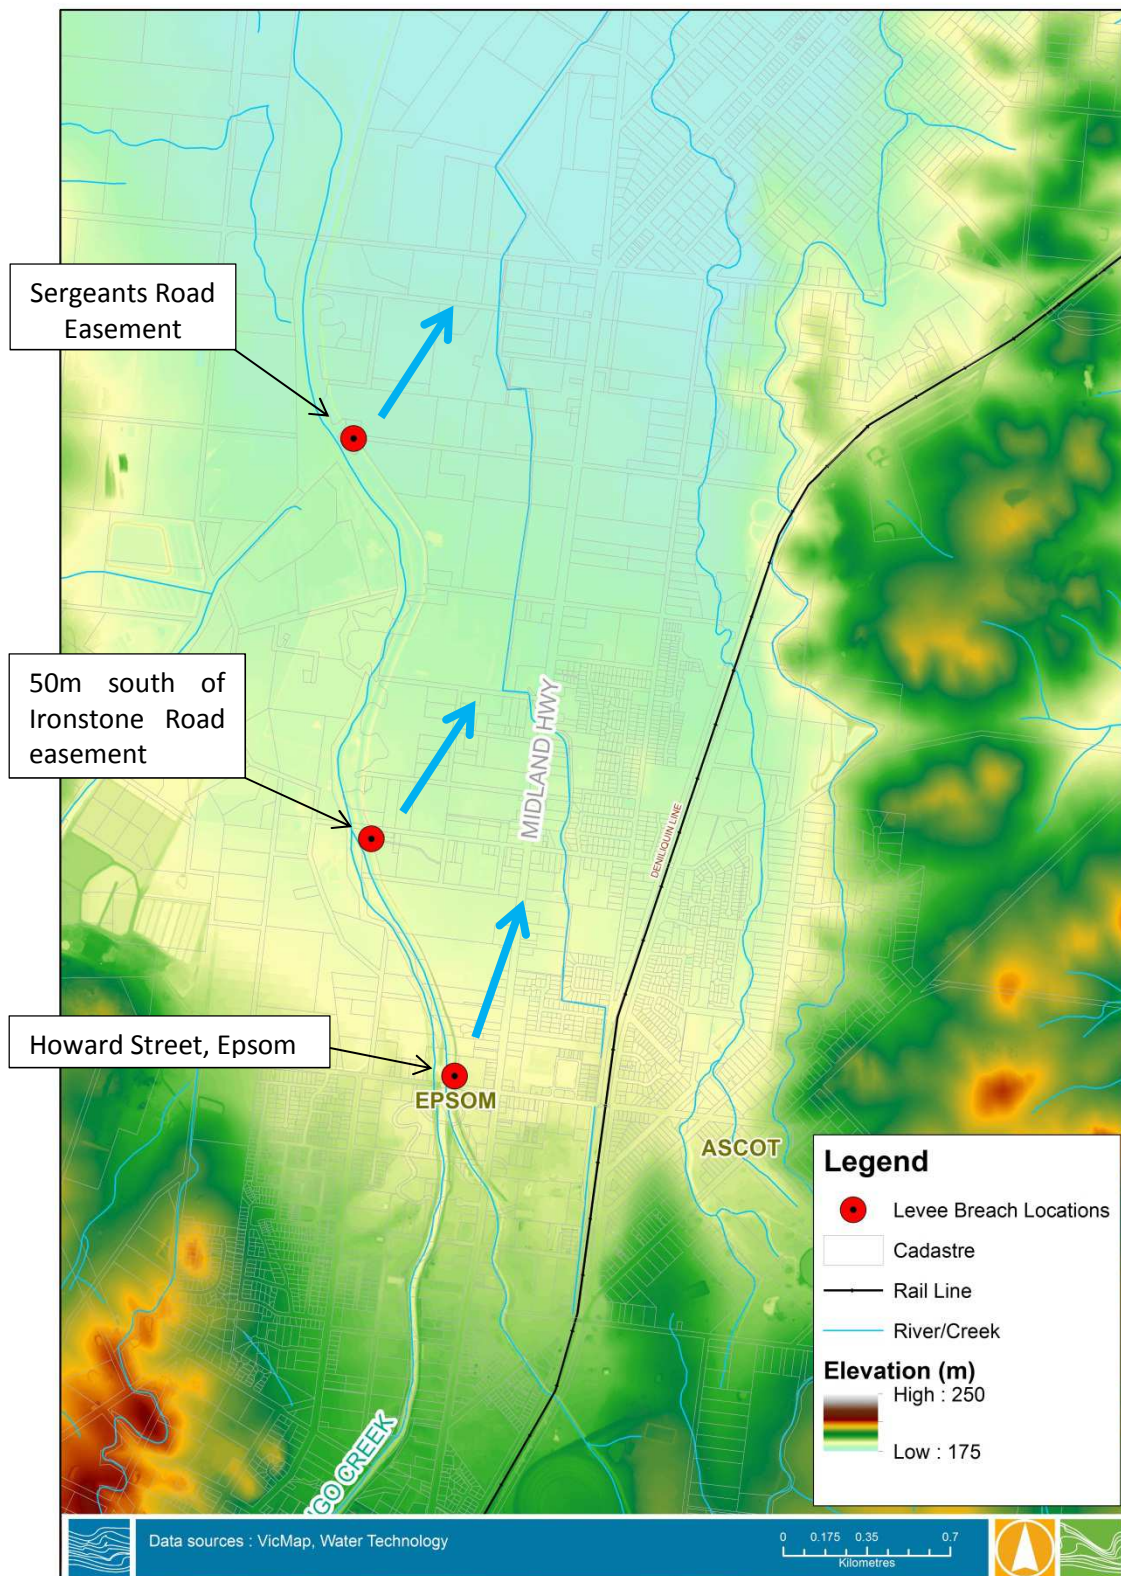 Sergeants Road
Easement
50m south of
Ironstone Road
easement
MIDLAND HWY
DENILIQUIN LINE
Howard Street, Epsom
EPSOM
ASCOT
IGO CREEK
Legend
Levee Breach Locations
Cadastre
Rail Line
River/Creek
Elevation (m)
High : 250
Low : 175
Data sources : VicMap, Water Technology
0 0.175 0.35 0.7
Kilometres